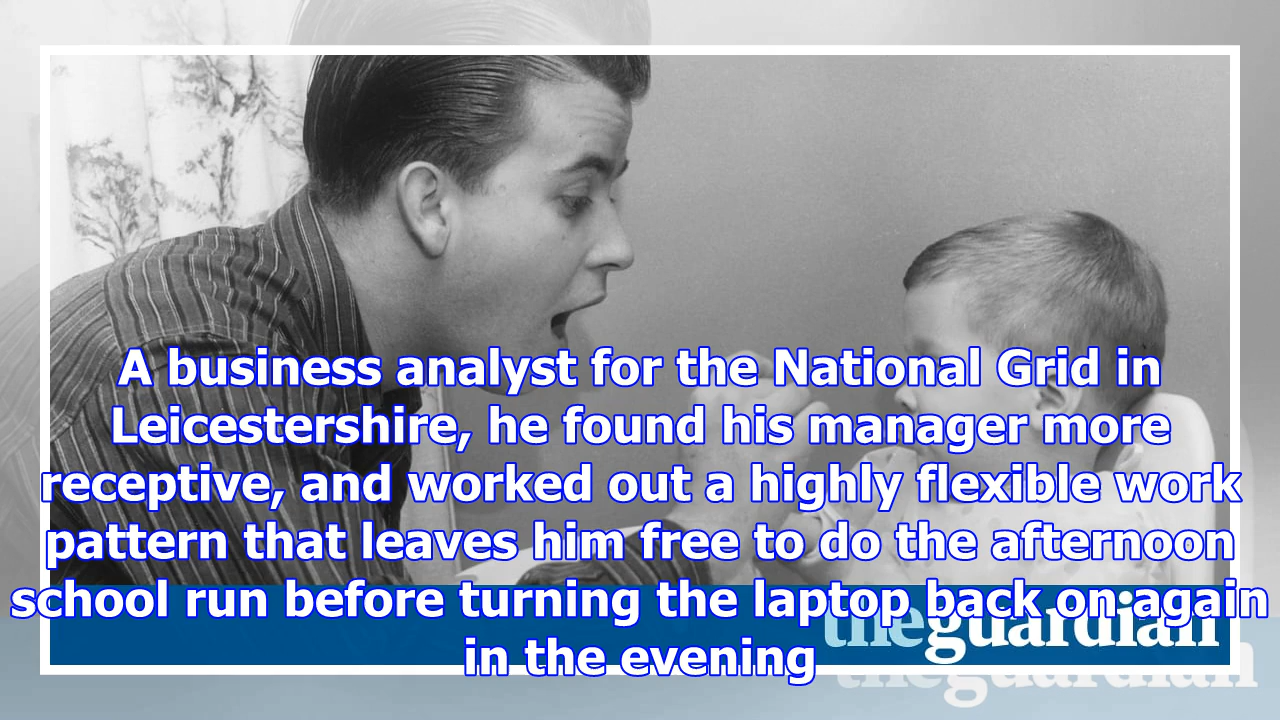 A business analyst for the National Grid in
Leicestershire, he found his manager more
receptive, and worked out a highly flexible work
pattern that leaves him free to do the afternoon
school run before turning the laptop back on again
in the evening
theguardian
theguardian